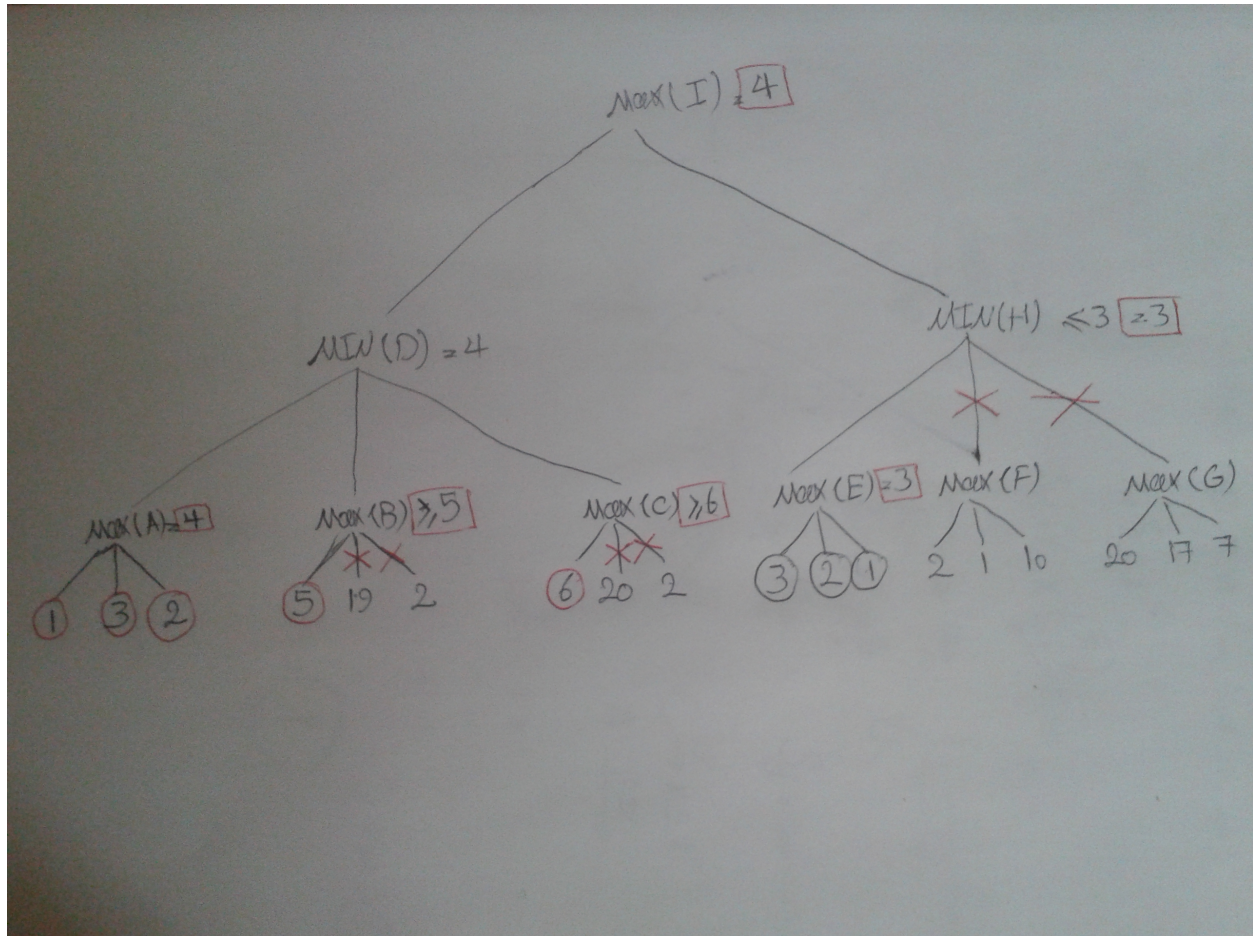 Max(I) = 4
MIN(D) = 4
MIN(H) ≤3 =3
Max(A)=4
Max(B) ≥5
Max(C) ≥6
Max(E)=3
Max(F)
Max(G)
1 3 2
5 19 2
6 20 2
3 2 1
2 1 10
20 17 7